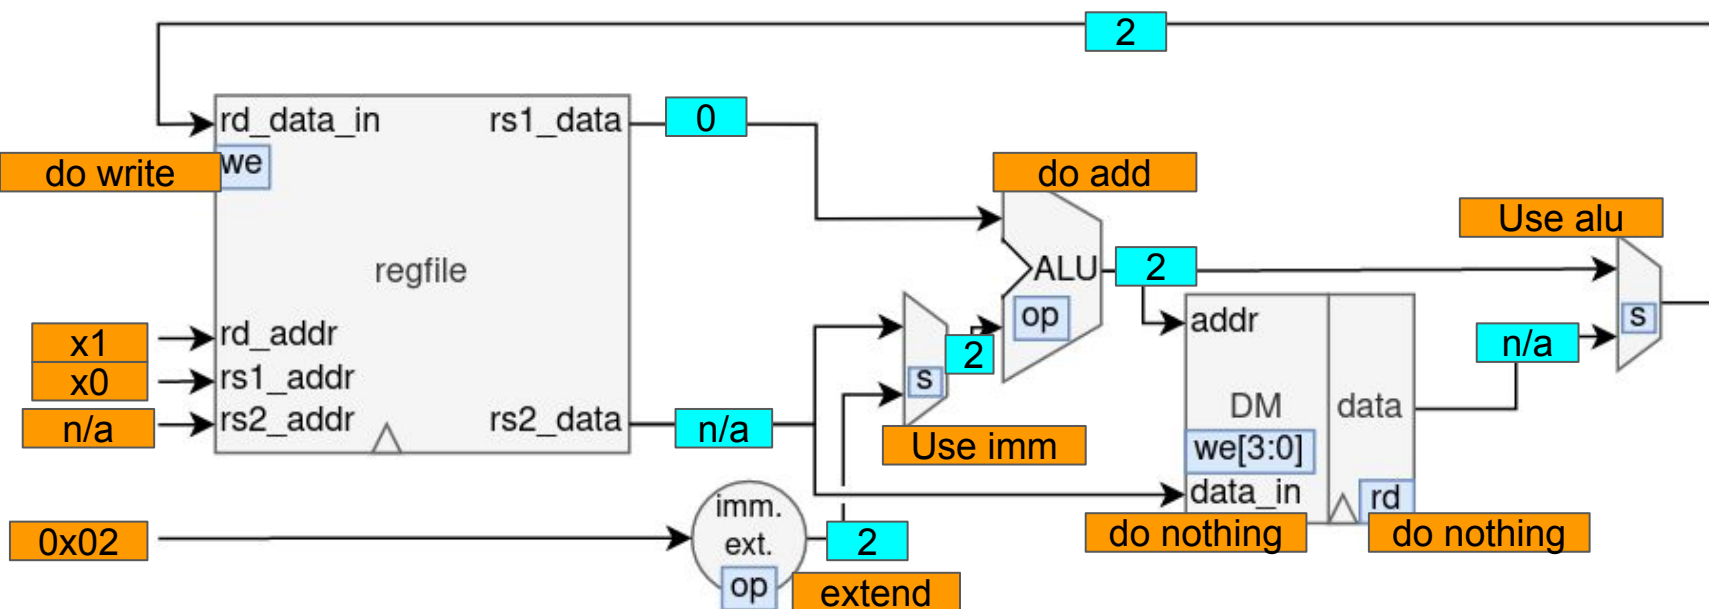 2
rd_data_in
rs1_data
0
do write
we
do add
Use alu
regfile
ALU
2
op
addr
s
x1
rd_addr
2
n/a
x0
rs1_addr
s
DM
data
n/a
rs2_addr
rs2_data
n/a
Use imm
we[3:0]
data_in
rd
imm.
ext.
op
0x02
2
do nothing
do nothing
extend